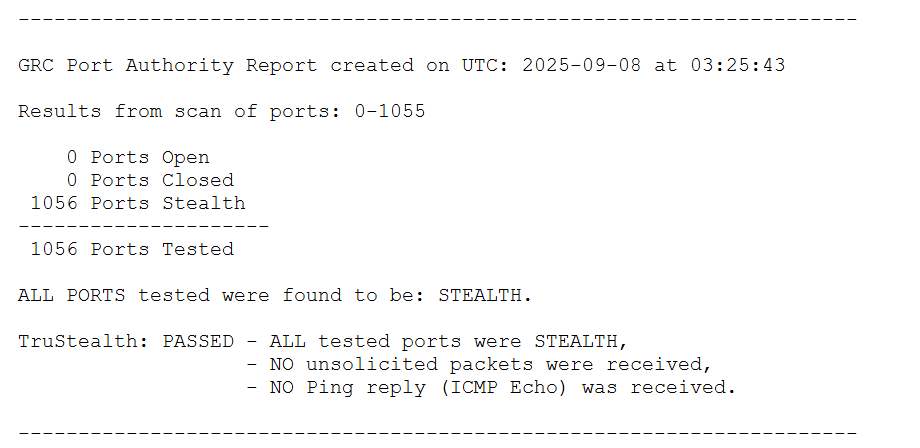 ----------------------------------------------------------------------
GRC Port Authority Report created on UTC: 2025-09-08 at 03:25:43
Results from scan of ports: 0-1055
    0 Ports Open
    0 Ports Closed
 1056 Ports Stealth
---------------------
 1056 Ports Tested
ALL PORTS tested were found to be: STEALTH.
TruStealth: PASSED - ALL tested ports were STEALTH,
                   - NO unsolicited packets were received,
                   - NO Ping reply (ICMP Echo) was received.
----------------------------------------------------------------------